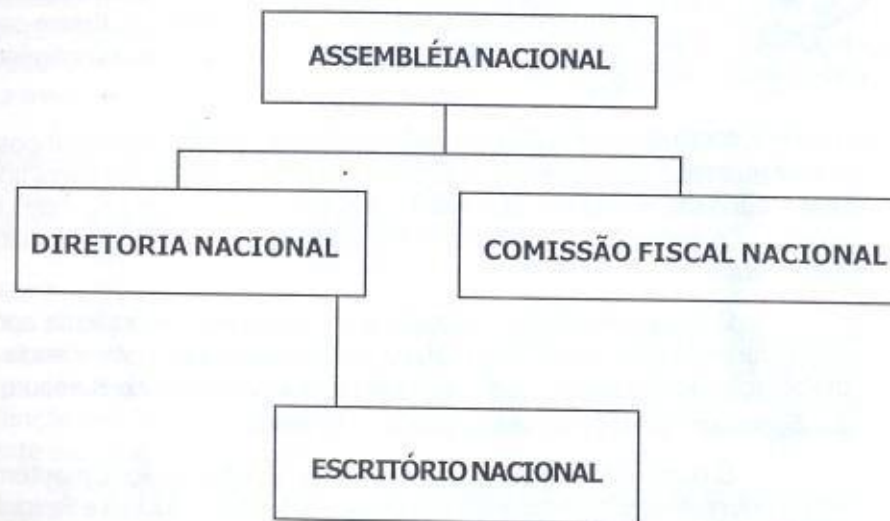 ASSEMBLÉIA NACIONAL
DIRETORIA NACIONAL
COMISSÃO FISCAL NACIONAL
ESCRITÓRIO NACIONAL